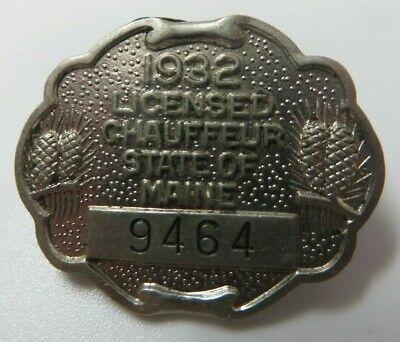 1932
LICENSED
CHAUFFEUR
STATE OF
MAINE
9464